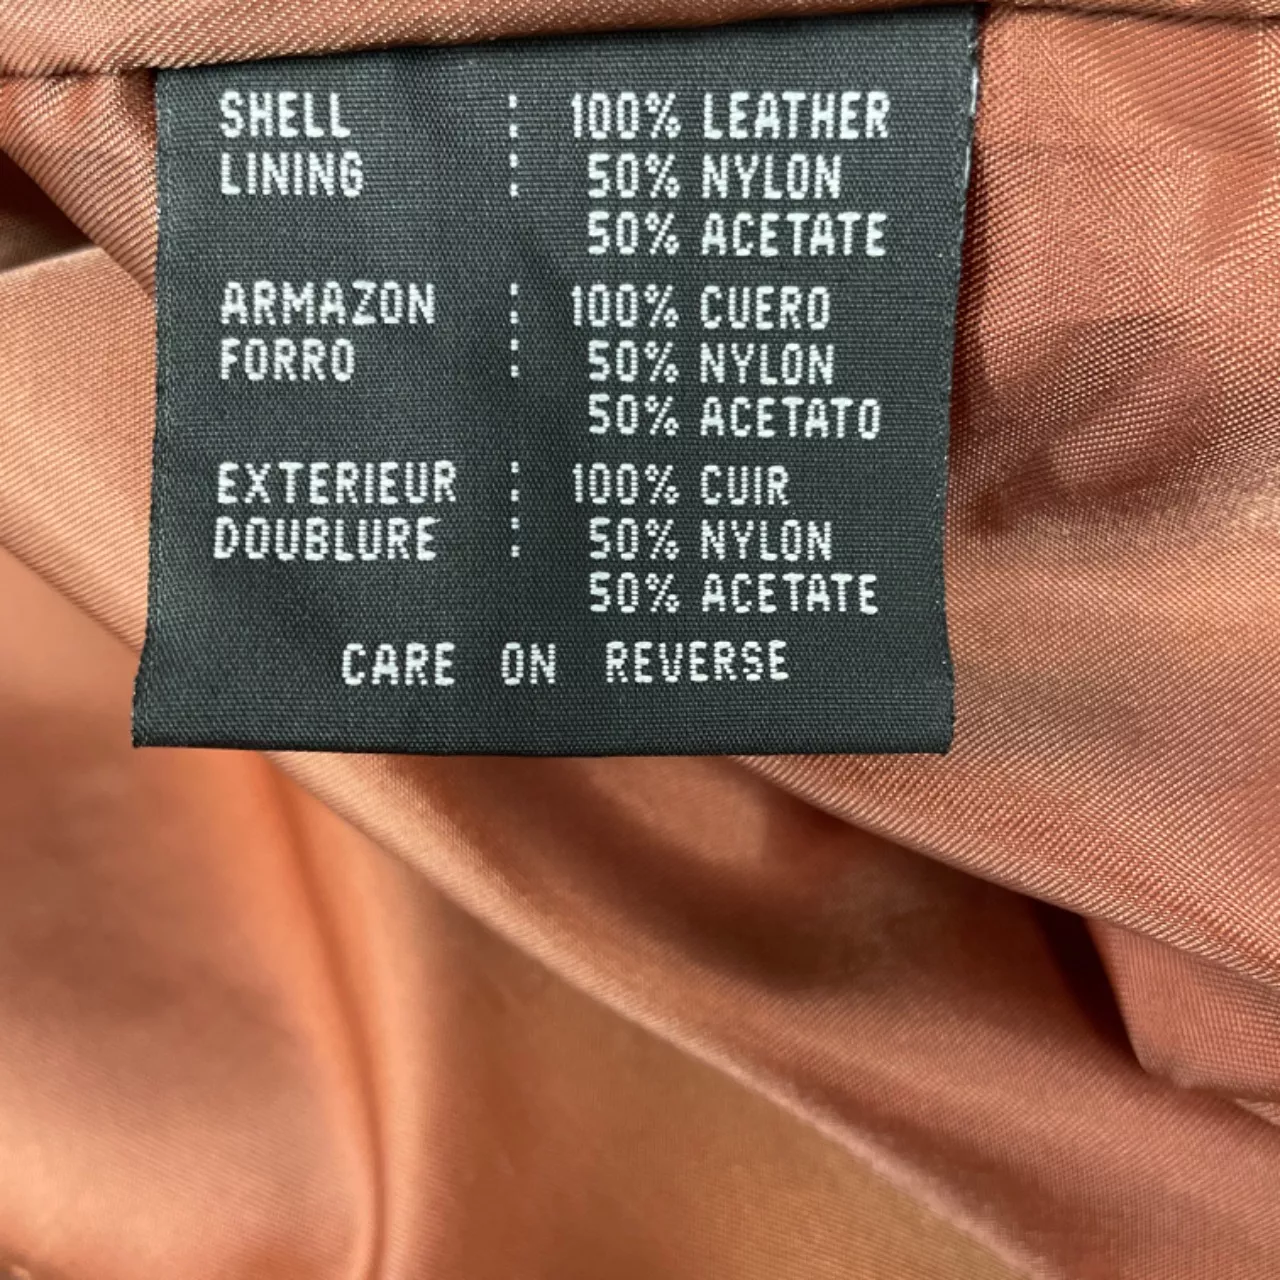 SHELL : 100% LEATHER
LINING : 50% NYLON
50% ACETATE
ARMAZON : 100% CUERO
FORRO : 50% NYLON
50% ACETATO
EXTERIEUR : 100% CUIR
DOUBLURE : 50% NYLON
50% ACETATE
CARE ON REVERSE